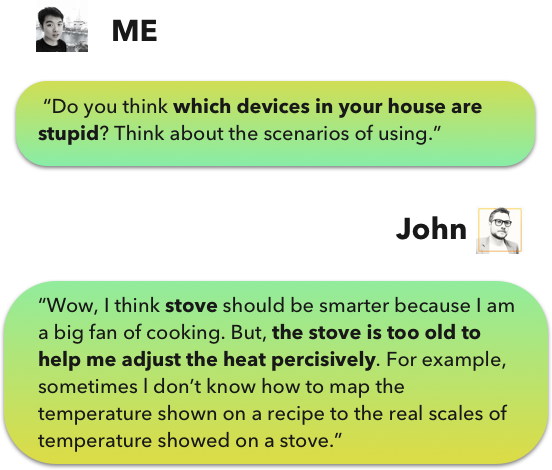 ME
“Do you think which devices in your house are
stupid? Think about the scenarios of using.”
John
“Wow, I think stove should be smarter because I am
a big fan of cooking. But, the stove is too old to
help me adjust the heat percisively. For example,
sometimes I don’t know how to map the
temperature shown on a recipe to the real scales of
temperature showed on a stove.”